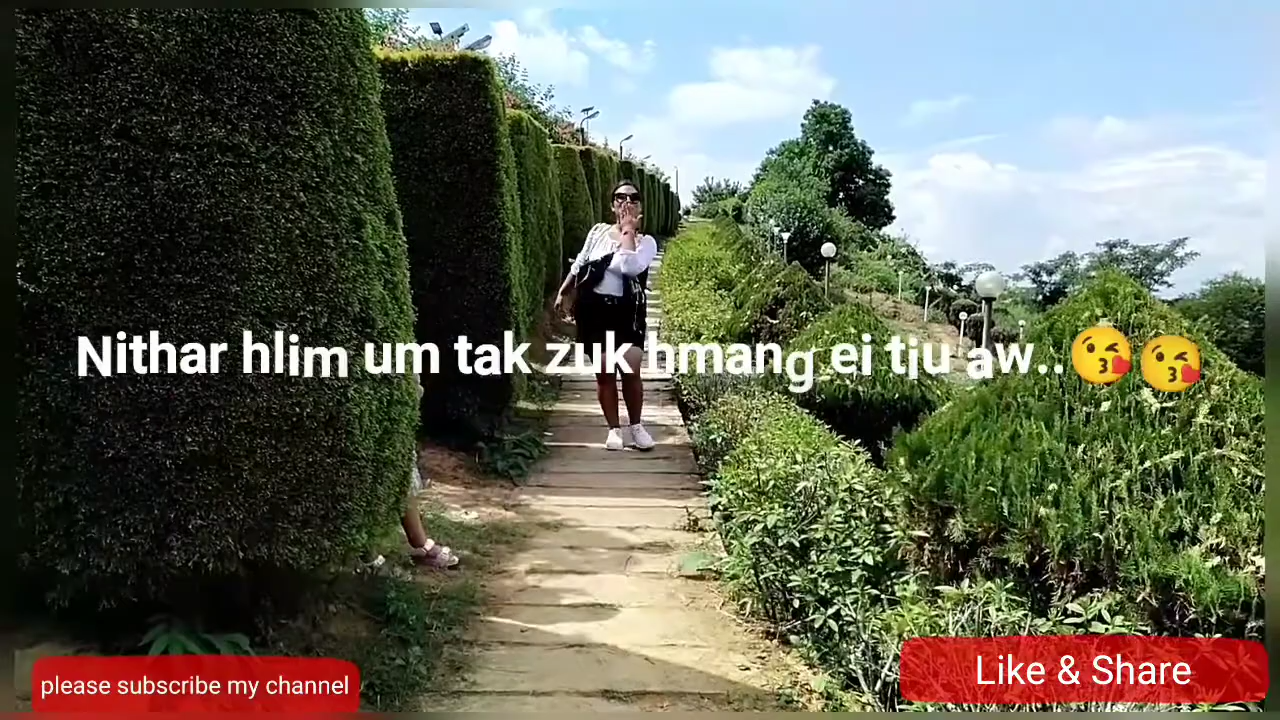 Nithar hlim um tak zuk hmang ei tiu aw..😘😘
please subscribe my channel
Like & Share